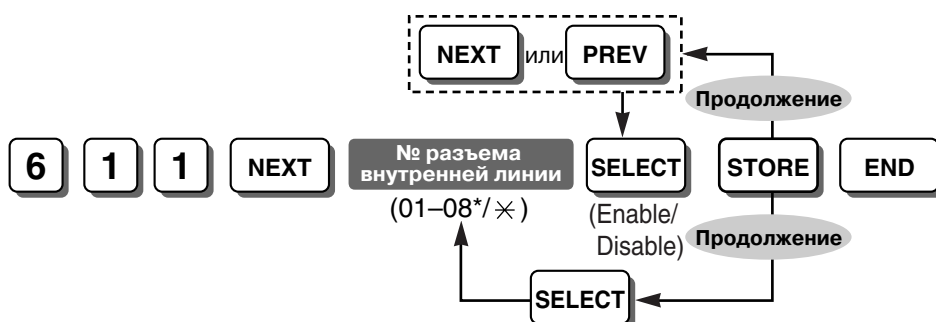 NEXT или PREV
Продолжение
6 1 1 NEXT № разъема внутренней линии SELECT STORE END
(01–08*/✳)
(Enable/
Disable)
Продолжение
SELECT